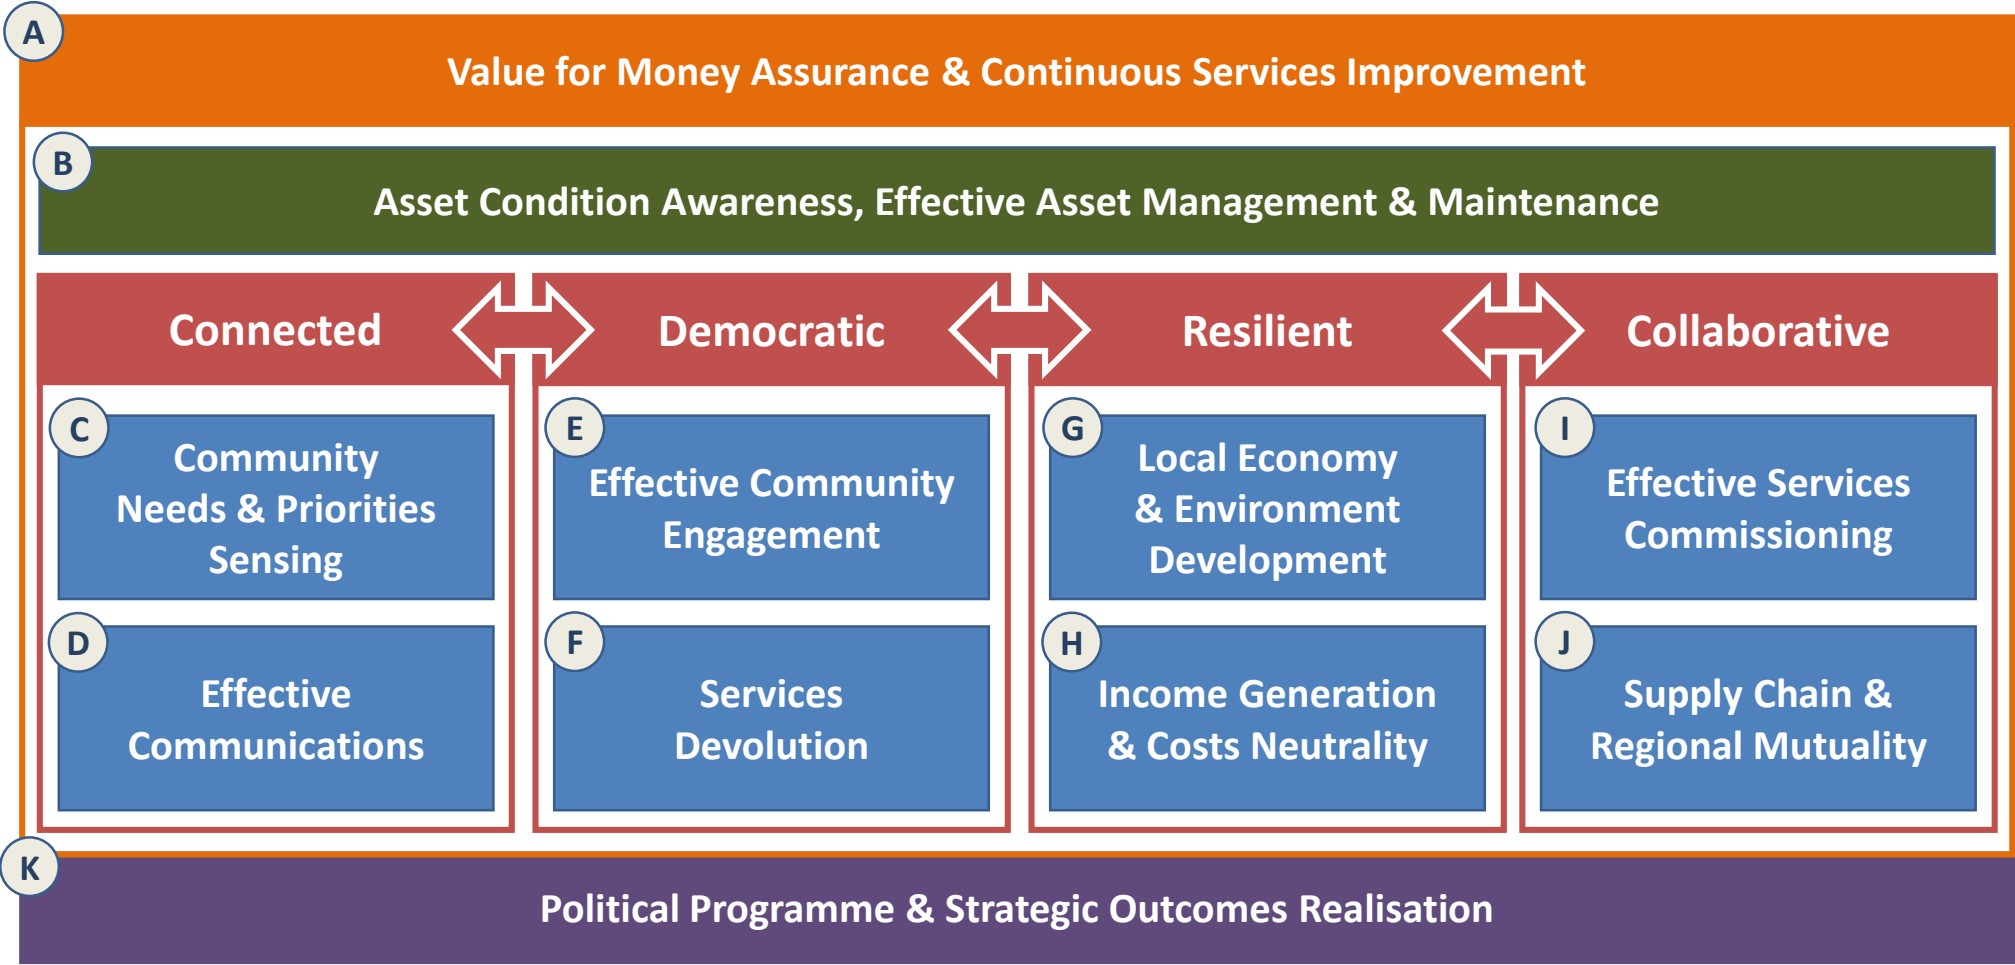 A
Value for Money Assurance & Continuous Services Improvement
B
Asset Condition Awareness, Effective Asset Management & Maintenance
Connected
Democratic
Resilient
Collaborative
C
Community
Needs & Priorities
Sensing
D
Effective
Communications
E
Effective Community
Engagement
F
Services
Devolution
G
Local Economy
& Environment
Development
H
Income Generation
& Costs Neutrality
I
Effective Services
Commissioning
J
Supply Chain &
Regional Mutuality
K
Political Programme & Strategic Outcomes Realisation